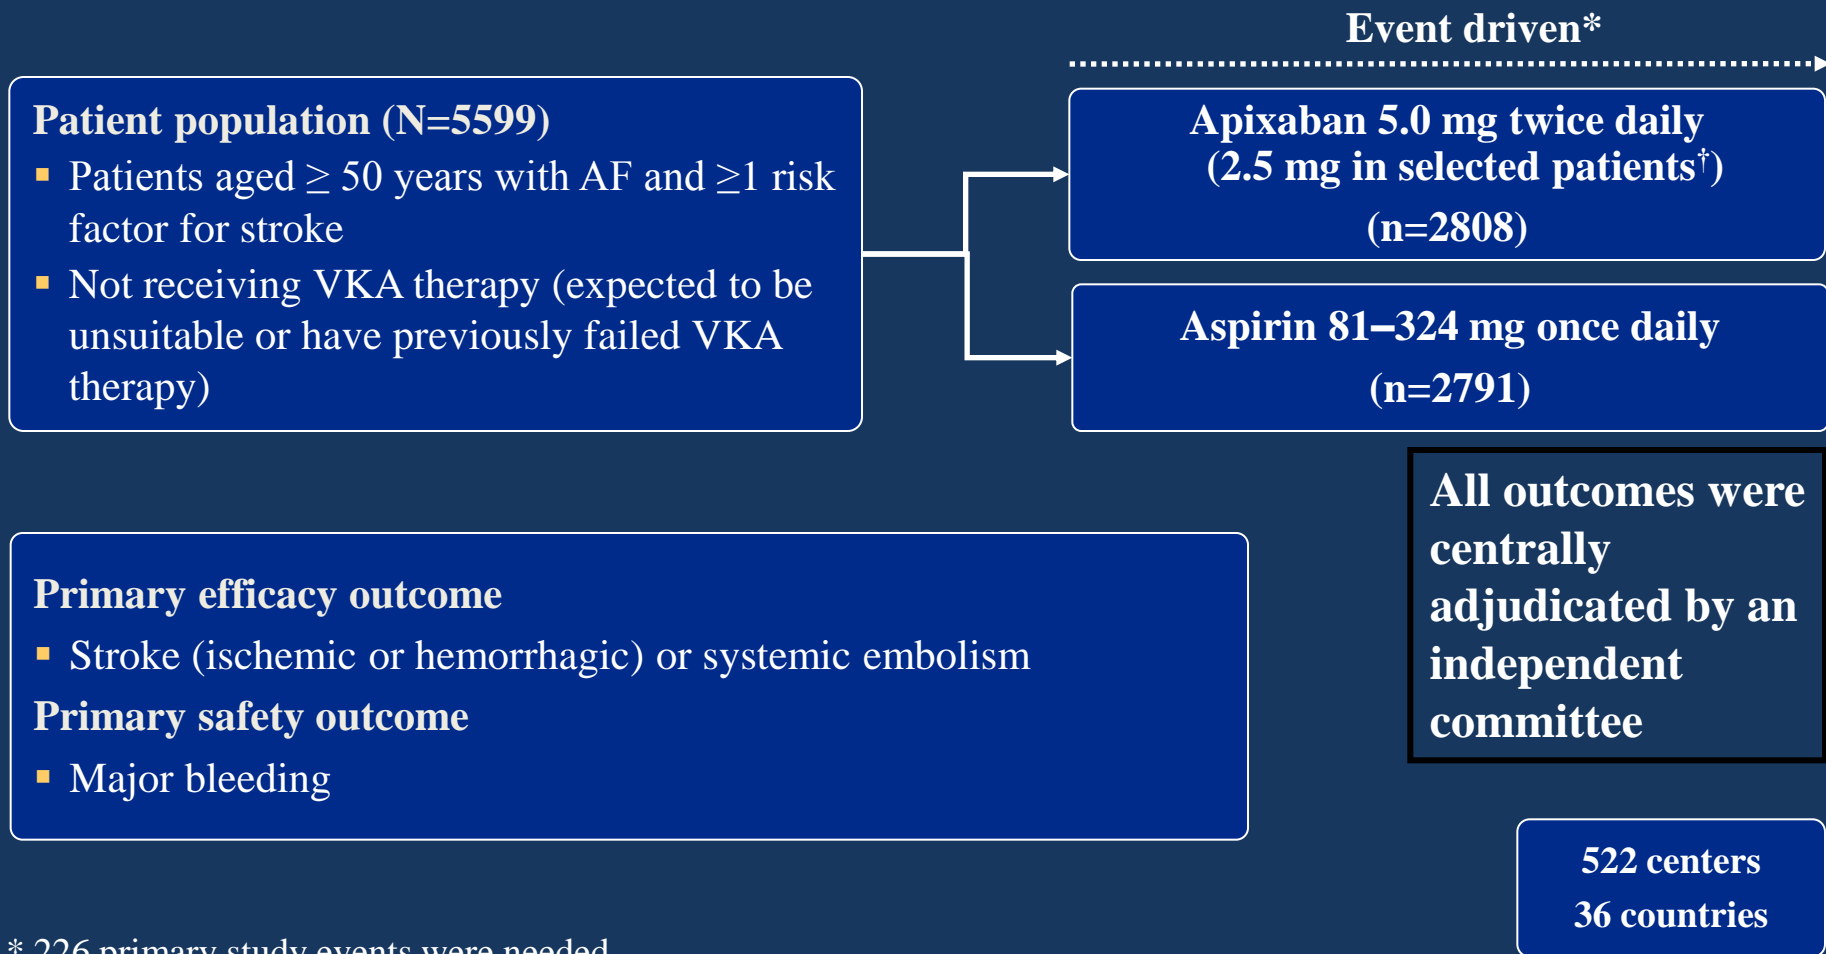 Event driven*
Patient population (N=5599)
▪ Patients aged ≥ 50 years with AF and ≥1 risk
factor for stroke
▪ Not receiving VKA therapy (expected to be
unsuitable or have previously failed VKA
therapy)
Apixaban 5.0 mg twice daily
(2.5 mg in selected patients†)
(n=2808)
Aspirin 81–324 mg once daily
(n=2791)
Primary efficacy outcome
▪ Stroke (ischemic or hemorrhagic) or systemic embolism
Primary safety outcome
▪ Major bleeding
All outcomes were
centrally
adjudicated by an
independent
committee
522 centers
36 countries
* 226 primary study events were needed